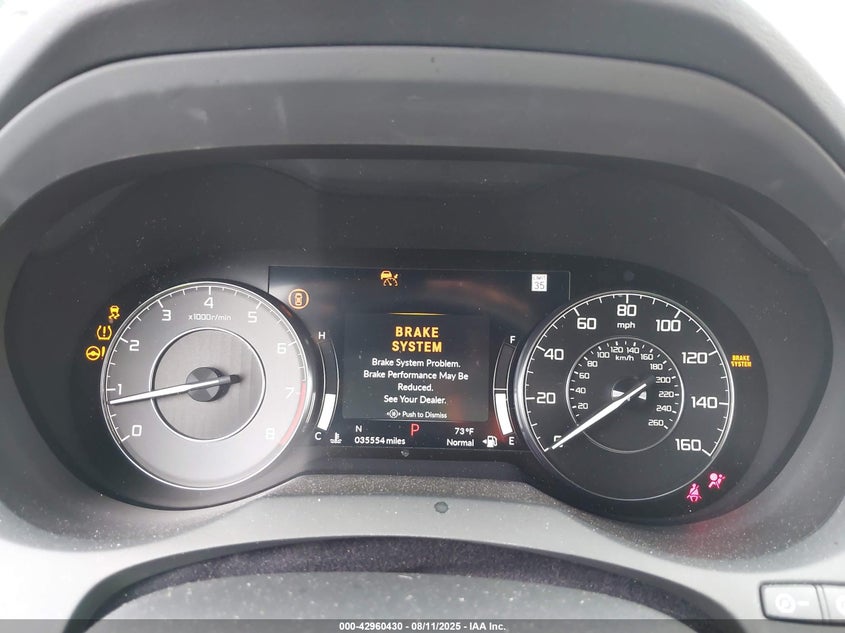 LIMIT
35
x1000r/min
0
1
2
3
4
5
6
7
8
H
C
BRAKE
SYSTEM
Brake System Problem.
Brake Performance May Be
Reduced.
See Your Dealer.
Push to Dismiss
N
P
73°F
035554 miles
Normal
F
E
mph
0
20
40
60
80
100
120
140
160
km/h
20
40
60
80
100
120
140
160
180
200
220
240
260
300
BRAKE
SYSTEM
000-42960430 - 08/11/2025 - IAA Inc.